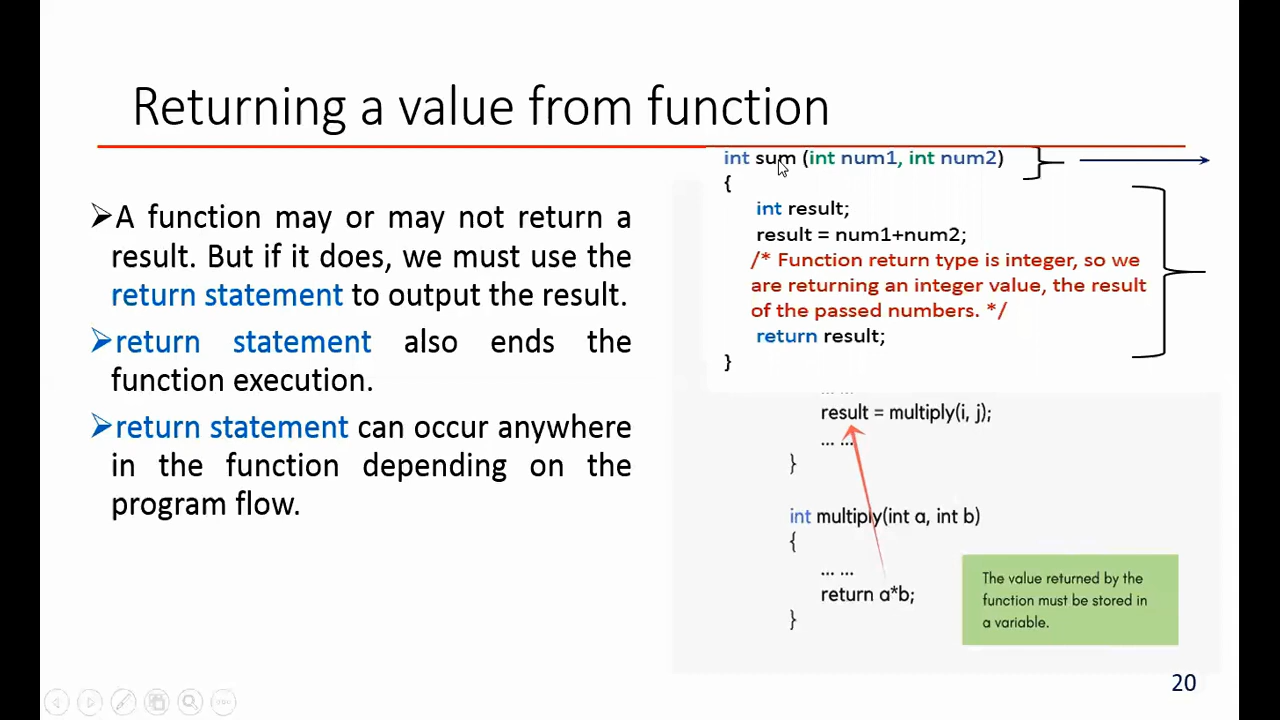 Returning a value from function
➢A function may or may not return a
result. But if it does, we must use the
return statement to output the result.
➢return statement also ends the
function execution.
➢return statement can occur anywhere
in the function depending on the
program flow.
int sum (int num1, int num2)
{
int result;
result = num1+num2;
/* Function return type is integer, so we
are returning an integer value, the result
of the passed numbers. */
return result;
}
... ...
result = multiply(i, j);
... ...
}
int multiply(int a, int b)
{
... ...
return a*b;
}
The value returned by the
function must be stored in
a variable.
20